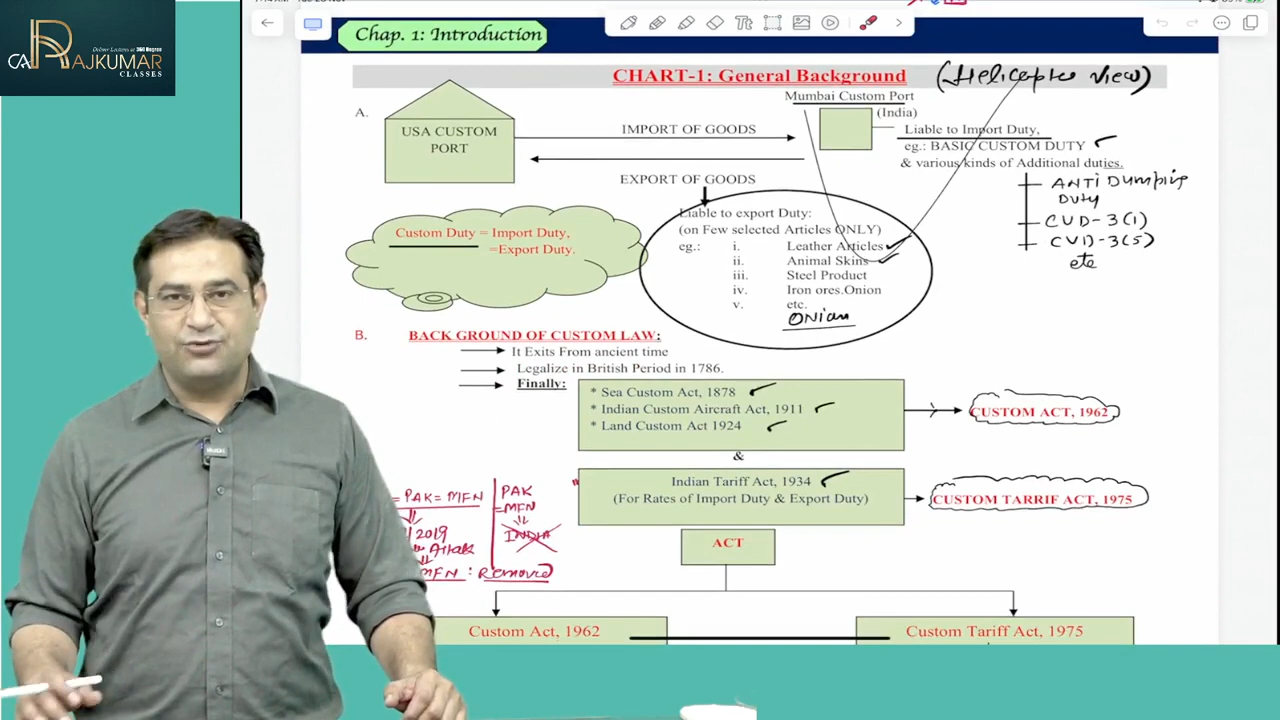 Deliver Lectures at 360 Degree
CA RAJKUMAR
CLASSES
Chap. 1: Introduction
CHART-1: General Background (Helicopter view)
A.
USA CUSTOM
PORT
IMPORT OF GOODS
EXPORT OF GOODS
Mumbai Custom Port
(India)
Liable to Import Duty,
eg.: BASIC CUSTOM DUTY
& various kinds of Additional duties.
ANTI Dumping
Duty
CVD-3(1)
CVD-3(5)
etc
Custom Duty = Import Duty,
=Export Duty.
Liable to export Duty:
(on Few selected Articles ONLY)
eg.: i. Leather Articles
ii. Animal Skins
iii. Steel Product
iv. Iron ores.Onion
v. etc.
Onion
B. BACK GROUND OF CUSTOM LAW:
It Exits From ancient time
Legalize in British Period in 1786.
Finally:
* Sea Custom Act, 1878
* Indian Custom Aircraft Act, 1911
* Land Custom Act 1924
CUSTOM ACT, 1962
&
Indian Tariff Act, 1934
(For Rates of Import Duty & Export Duty)
CUSTOM TARRIF ACT, 1975
= PAK = MFN
2019
Attack
MFN : Removed
PAK
=MFN
INDIA
ACT
Custom Act, 1962
Custom Tariff Act, 1975